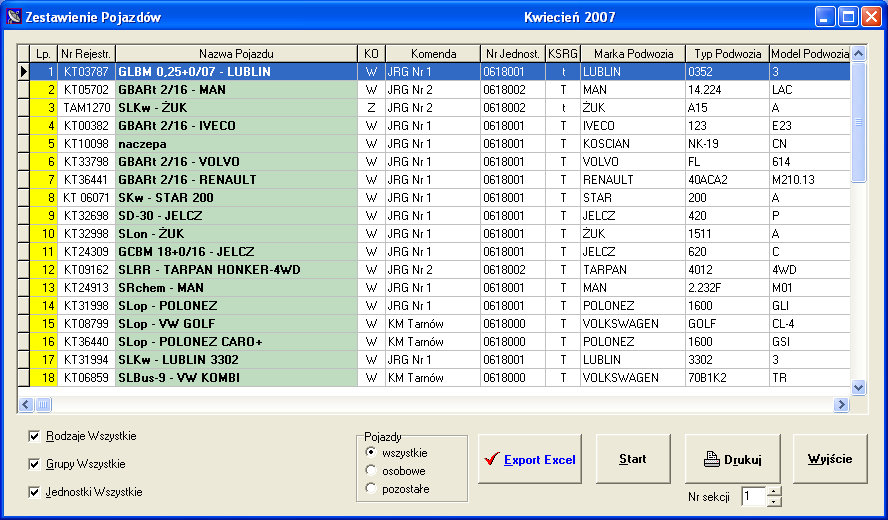 Zestawienie Pojazdów Kwiecień 2007
Lp. Nr Rejestr. Nazwa Pojazdu KO Komenda Nr Jednost. KSRG Marka Podwozia Typ Podwozia Model Podwozia
1 KT03787 GLBM 0,25+0/07 - LUBLIN W JRG Nr 1 0618001 t LUBLIN 0352 3
2 KT05702 GBARt 2/16 - MAN W JRG Nr 2 0618002 T MAN 14.224 LAC
3 TAM1270 SLKw - ŻUK Z JRG Nr 2 0618002 t ŻUK A15 A
4 KT00382 GBARt 2/16 - IVECO W JRG Nr 1 0618001 T IVECO 123 E23
5 KT10098 naczepa W JRG Nr 1 0618001 T KOSCIAN NK-19 CN
6 KT33798 GBARt 2/16 - VOLVO W JRG Nr 1 0618001 T VOLVO FL 614
7 KT36441 GBARt 2/16 - RENAULT W JRG Nr 1 0618001 T RENAULT 40ACA2 M210.13
8 KT 06071 SKw - STAR 200 W JRG Nr 1 0618001 T STAR 200 A
9 KT32698 SD-30 - JELCZ W JRG Nr 1 0618001 T JELCZ 420 P
10 KT32998 SLon - ŻUK W JRG Nr 1 0618001 T ŻUK 1511 A
11 KT24309 GCBM 18+0/16 - JELCZ W JRG Nr 1 0618001 T JELCZ 620 C
12 KT09162 SLRR - TARPAN HONKER-4WD W JRG Nr 2 0618002 T TARPAN 4012 4WD
13 KT24913 SRchem - MAN W JRG Nr 1 0618001 T MAN 2.232F M01
14 KT31998 SLop - POLONEZ W JRG Nr 1 0618001 T POLONEZ 1600 GLI
15 KT08799 SLop - VW GOLF W KM Tarnów 0618000 T VOLKSWAGEN GOLF CL-4
16 KT36440 SLop - POLONEZ CARO+ W KM Tarnów 0618000 T POLONEZ 1600 GSI
17 KT31994 SLKw - LUBLIN 3302 W JRG Nr 1 0618001 T LUBLIN 3302 3
18 KT06859 SLBus-9 - VW KOMBI W KM Tarnów 0618000 T VOLKSWAGEN 70B1K2 TR
Rodzaje Wszystkie
Grupy Wszystkie
Jednostki Wszystkie
Pojazdy
wszystkie
osobowe
pozostałe
Export Excel
Start
Drukuj
Wyjście
Nr sekcji 1